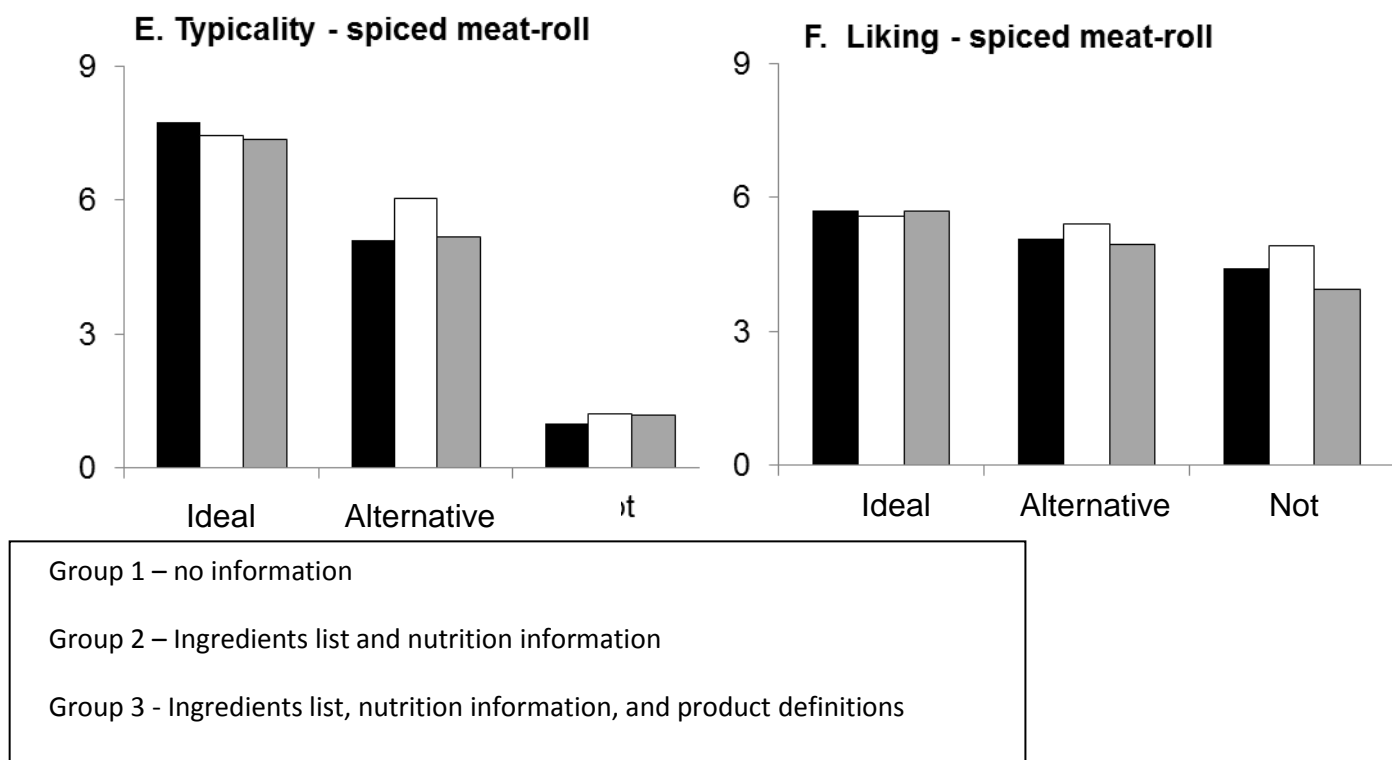 E. Typicality - spiced meat-roll
9
6
3
0
Ideal Alternative
F. Liking - spiced meat-roll
9
6
3
0
Ideal Alternative Not
Group 1 – no information
Group 2 – Ingredients list and nutrition information
Group 3 - Ingredients list, nutrition information, and product definitions